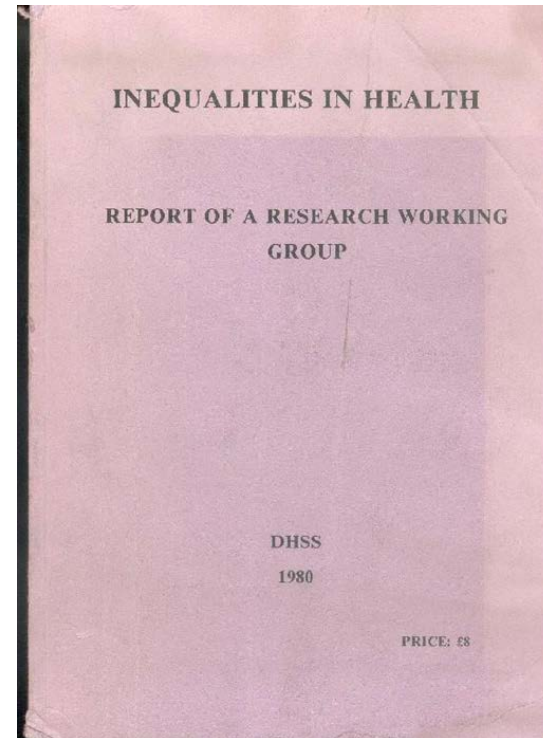 INEQUALITIES IN HEALTH
REPORT OF A RESEARCH WORKING
GROUP
DHSS
1980
PRICE: £8